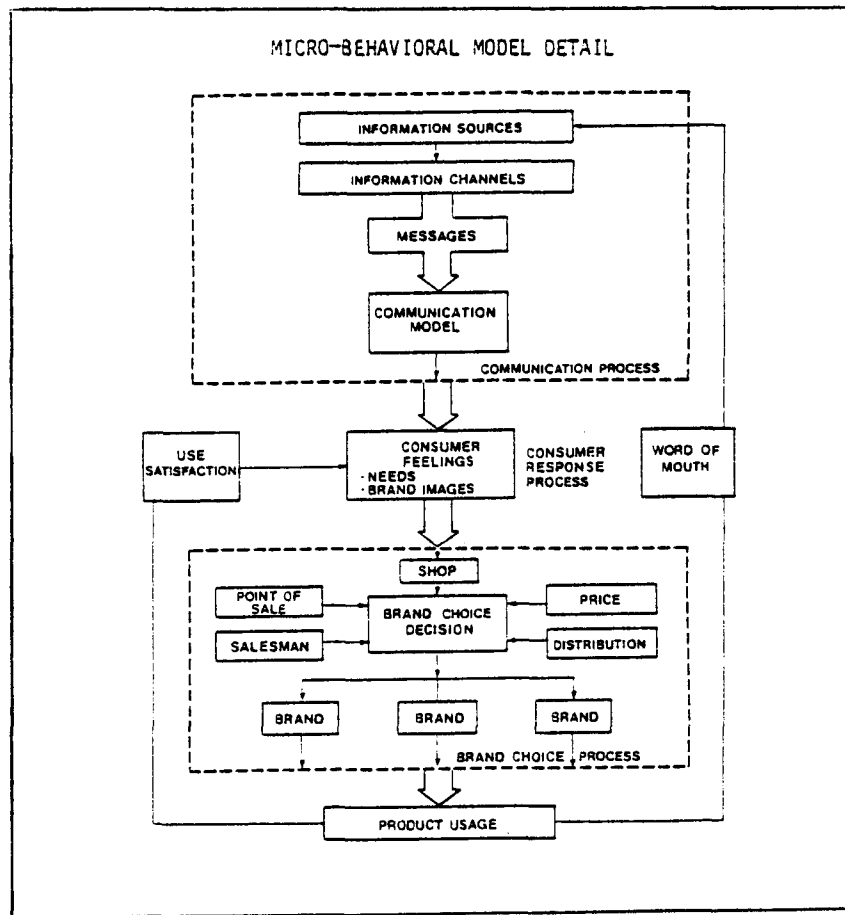 MICRO-BEHAVIORAL MODEL DETAIL
INFORMATION SOURCES
INFORMATION CHANNELS
MESSAGES
COMMUNICATION
MODEL
COMMUNICATION PROCESS
USE
SATISFACTION
CONSUMER
FEELINGS
·NEEDS
·BRAND IMAGES
CONSUMER
RESPONSE
PROCESS
WORD OF
MOUTH
SHOP
POINT OF
SALE
BRAND CHOICE
DECISION
PRICE
SALESMAN
DISTRIBUTION
BRAND
BRAND
BRAND
BRAND CHOICE PROCESS
PRODUCT USAGE